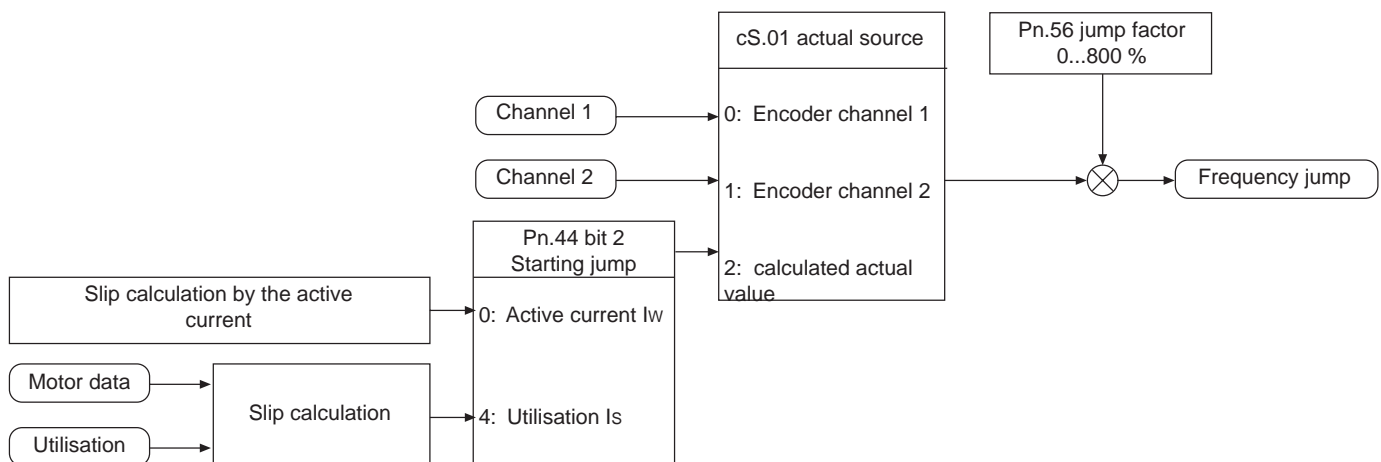 cS.01 actual source
Pn.56 jump factor
0...800 %
Channel 1
0: Encoder channel 1
Channel 2
1: Encoder channel 2
Frequency jump
Pn.44 bit 2
Starting jump
2: calculated actual
value
Slip calculation by the active
current
0: Active current IW
Motor data
Slip calculation
4: Utilisation IS
Utilisation